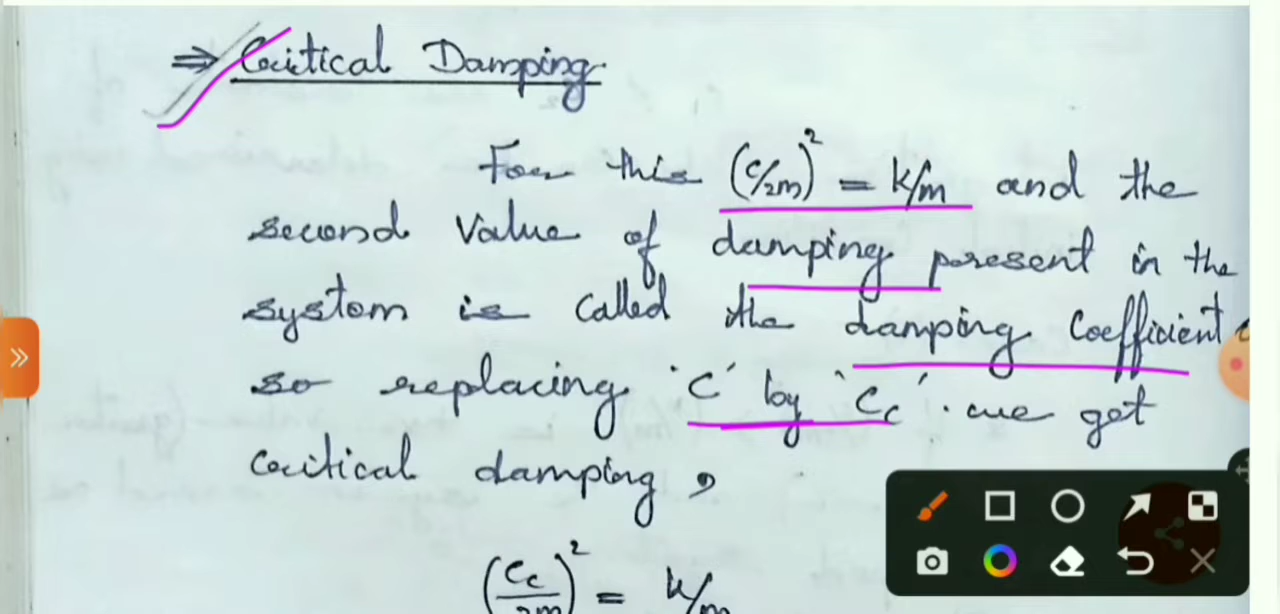 ⇒ Critical Damping
For this (c/2m)² = k/m and the
second value of damping present in the
system is called the damping coefficient
so replacing 'C' by 'Cc' we get
critical damping,
(Cc/2m)² = k/m